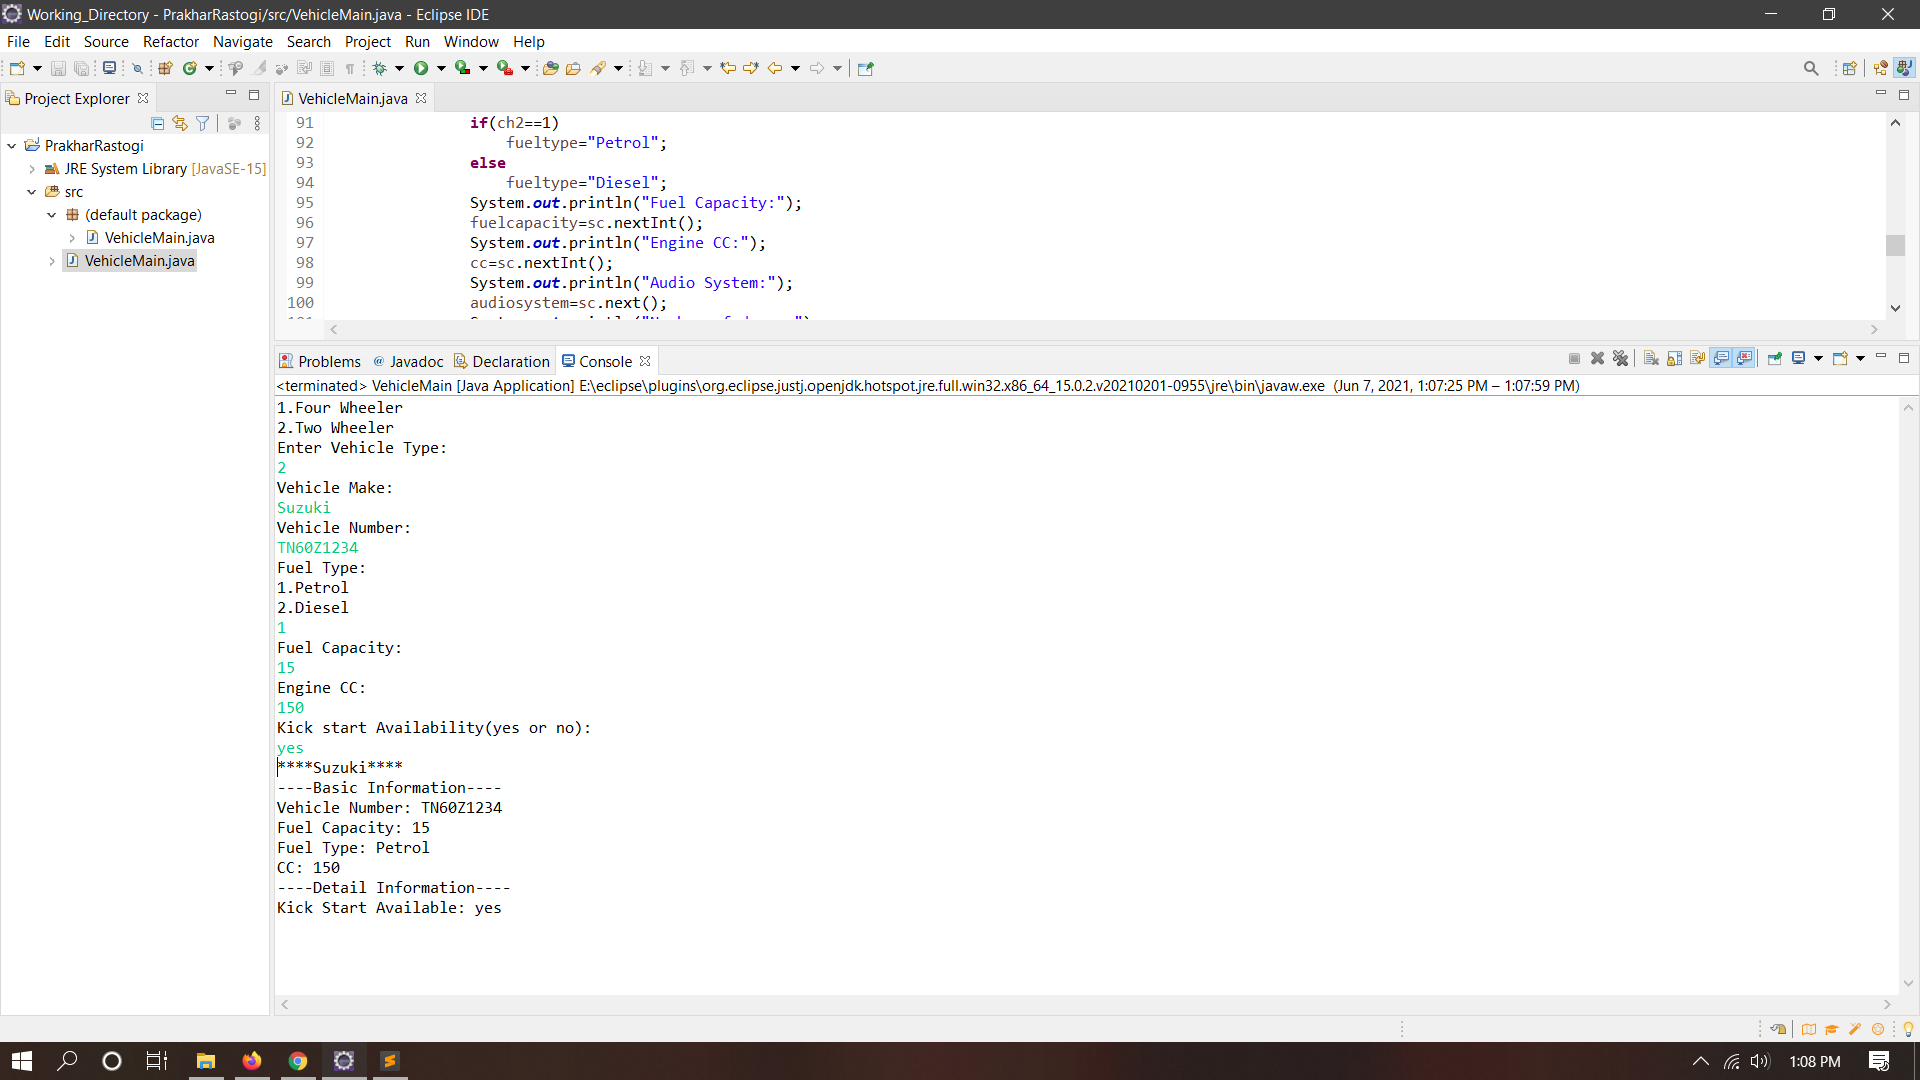 Working_Directory - PrakharRastogi/src/VehicleMain.java - Eclipse IDE
File Edit Source Refactor Navigate Search Project Run Window Help
Project Explorer
PrakharRastogi
JRE System Library [JavaSE-15]
src
(default package)
VehicleMain.java
VehicleMain.java
VehicleMain.java
91 if(ch2==1)
92 fueltype="Petrol";
93 else
94 fueltype="Diesel";
95 System.out.println("Fuel Capacity:");
96 fuelcapacity=sc.nextInt();
97 System.out.println("Engine CC:");
98 cc=sc.nextInt();
99 System.out.println("Audio System:");
100 audiosystem=sc.next();
Problems @ Javadoc Declaration Console
<terminated> VehicleMain [Java Application] E:\eclipse\plugins\org.eclipse.justj.openjdk.hotspot.jre.full.win32.x86_64_15.0.2.v20210201-0955\jre\bin\javaw.exe (Jun 7, 2021, 1:07:25 PM – 1:07:59 PM)
1.Four Wheeler
2.Two Wheeler
Enter Vehicle Type:
2
Vehicle Make:
Suzuki
Vehicle Number:
TN60Z1234
Fuel Type:
1.Petrol
2.Diesel
1
Fuel Capacity:
15
Engine CC:
150
Kick start Availability(yes or no):
yes
****Suzuki****
----Basic Information----
Vehicle Number: TN60Z1234
Fuel Capacity: 15
Fuel Type: Petrol
CC: 150
----Detail Information----
Kick Start Available: yes
1:08 PM